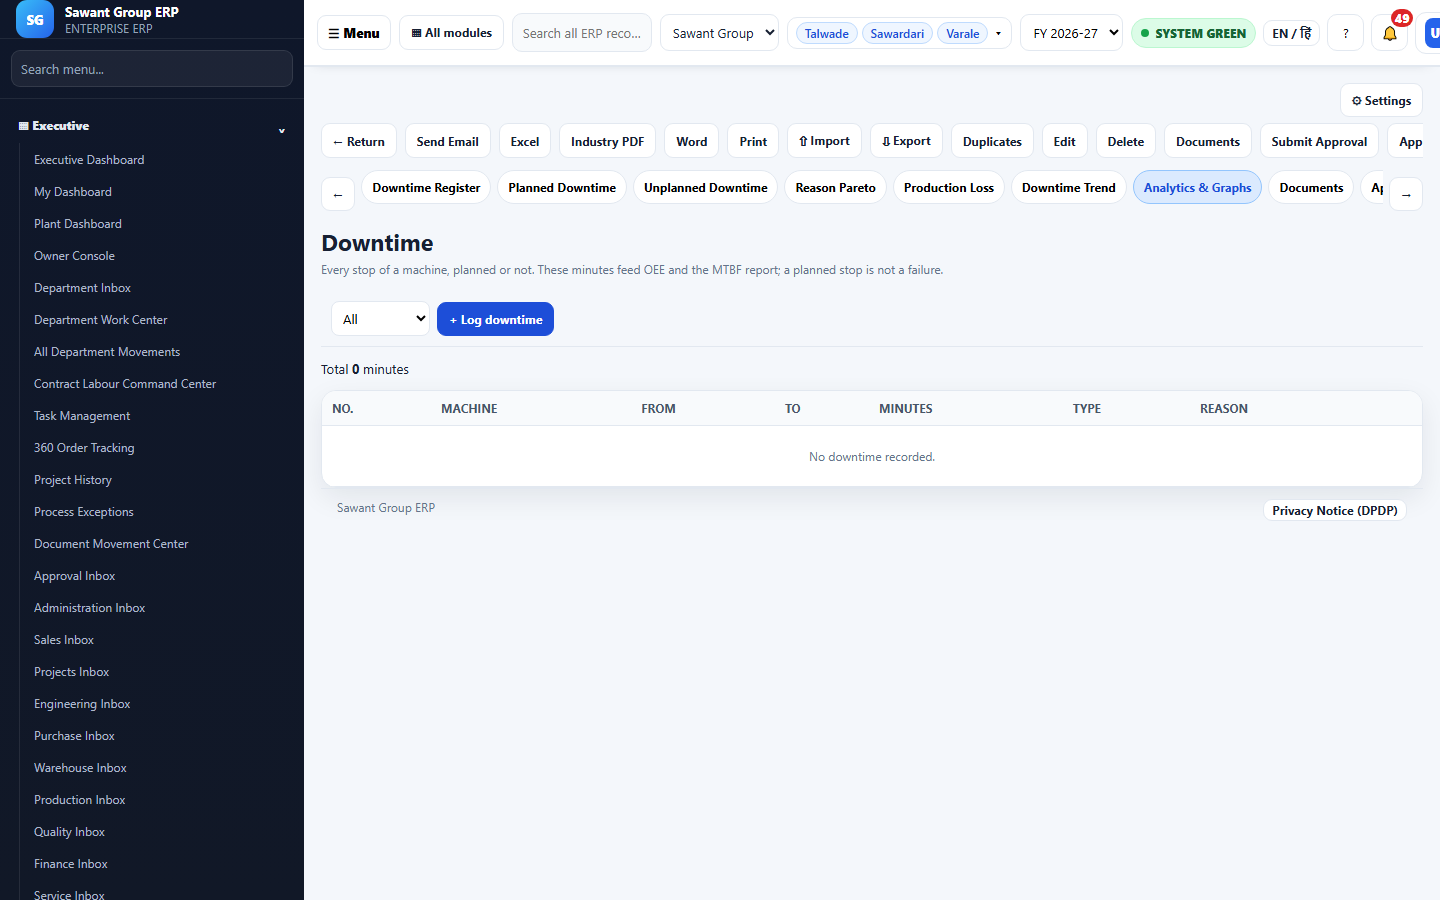 SG
Sawant Group ERP
ENTERPRISE ERP
Search menu...
Executive
Executive Dashboard
My Dashboard
Plant Dashboard
Owner Console
Department Inbox
Department Work Center
All Department Movements
Contract Labour Command Center
Task Management
360 Order Tracking
Project History
Process Exceptions
Document Movement Center
Approval Inbox
Administration Inbox
Sales Inbox
Projects Inbox
Engineering Inbox
Purchase Inbox
Warehouse Inbox
Production Inbox
Quality Inbox
Finance Inbox
Service Inbox
☰ Menu All modules Search all ERP reco... Sawant Group Talwade Sawardari Varale FY 2026-27 SYSTEM GREEN EN / हिं ? 49 U
⚙ Settings
← Return Send Email Excel Industry PDF Word Print ⇧ Import ⇩ Export Duplicates Edit Delete Documents Submit Approval App
← Downtime Register Planned Downtime Unplanned Downtime Reason Pareto Production Loss Downtime Trend Analytics & Graphs Documents →
Downtime
Every stop of a machine, planned or not. These minutes feed OEE and the MTBF report; a planned stop is not a failure.
All + Log downtime
Total 0 minutes
NO. MACHINE FROM TO MINUTES TYPE REASON
No downtime recorded.
Sawant Group ERP Privacy Notice (DPDP)